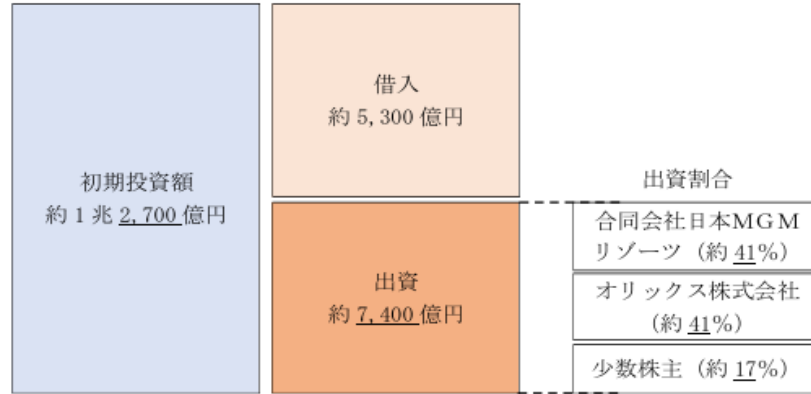 初期投資額
約1兆2,700億円
借入
約5,300億円
出資
約7,400億円
出資割合
合同会社日本MGM
リゾーツ（約41%）
オリックス株式会社
（約41%）
少数株主（約17%）